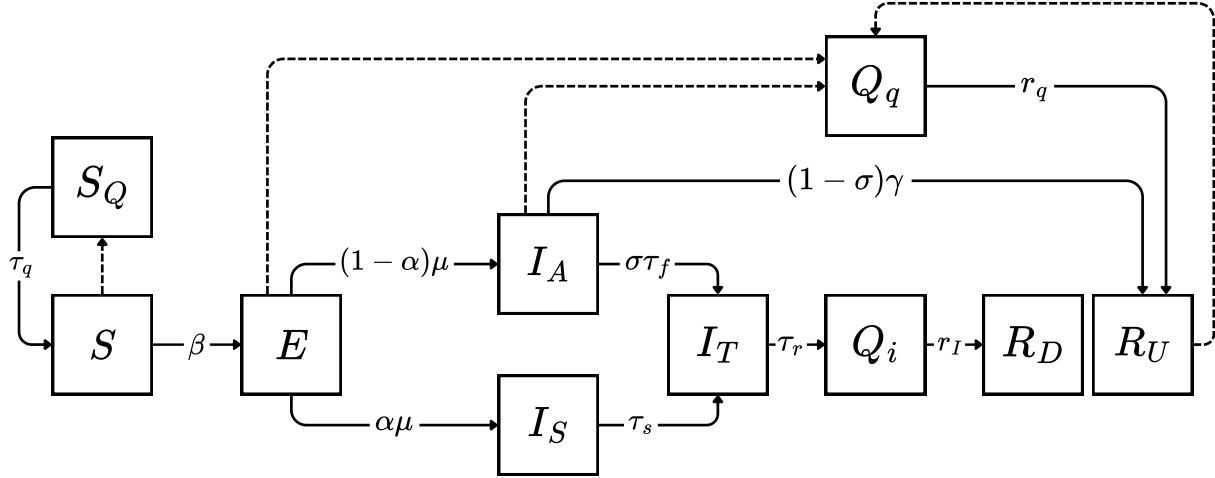 Q_q
r_q
S_Q
(1 − σ)γ
τ_q
(1 − α)μ
I_A
στ_f
S
β
E
I_T
τ_r
Q_i
r_I
R_D
R_U
αμ
I_S
τ_s